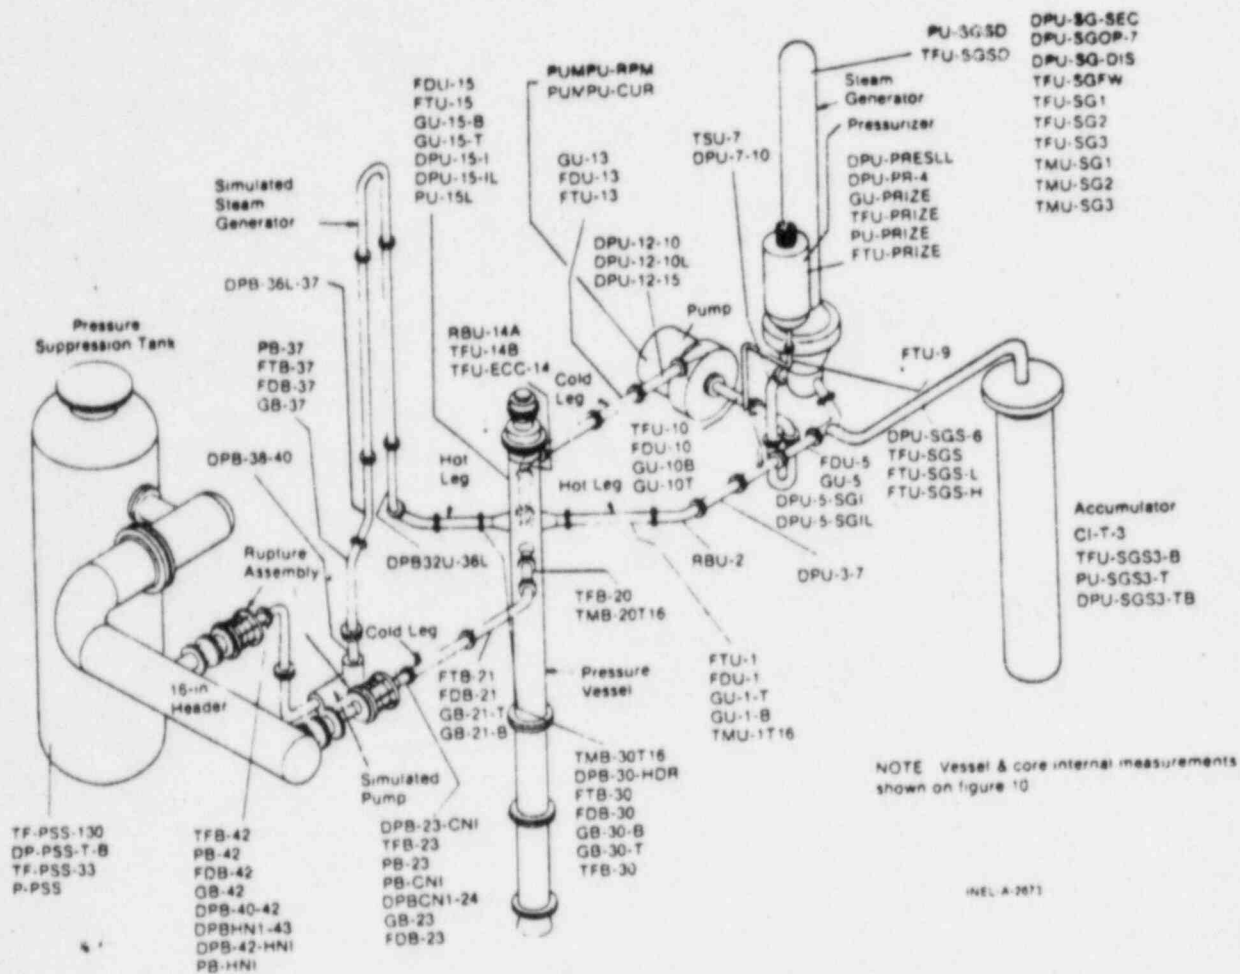 PU-SGSD
TFU-SGSD
DPU-SG-SEC
DPU-SGOP-7
DPU-SG-DIS
TFU-SGFW
TFU-SG1
TFU-SG2
TFU-SG3
TMU-SG1
TMU-SG2
TMU-SG3
Steam
Generator
Pressurizer
DPU-PRESLL
DPU-PR-4
GU-PRIZE
TFU-PRIZE
PU-PRIZE
FTU-PRIZE
PUMPU-RPM
PUMPU-CUR
FDU-15
FTU-15
GU-15-B
GU-15-T
DPU-15-I
DPU-15-IL
PU-15L
GU-13
FDU-13
FTU-13
TSU-7
DPU-7-10
Simulated
Steam
Generator
DPU-12-10
DPU-12-10L
DPU-12-15
Pump
DPB-36L-37
Pressure
Suppression Tank
RBU-14A
TFU-14B
TFU-ECC-14
Cold
Leg
PB-37
FTB-37
FDB-37
GB-37
FTU-9
DPB-38-40
Hot
Leg
Hot Leg
TFU-10
FDU-10
GU-10B
GU-10T
FDU-5
GU-5
DPU-5-SGI
DPU-5-SGIL
DPU-SGS-6
TFU-SGS
FTU-SGS-L
FTU-SGS-H
Accumulator
CI-T-3
TFU-SGS3-B
PU-SGS3-T
DPU-SGS3-TB
Rupture
Assembly
DPB32U-36L
RBU-2
DPU-3-7
TFB-20
TMB-20T16
Cold Leg
16-in
Header
FTB-21
FDB-21
GB-21-T
GB-21-B
Pressure
Vessel
FTU-1
FDU-1
GU-1-T
GU-1-B
TMU-1T16
Simulated
Pump
TMB-30T16
DPB-30-HDR
FTB-30
FDB-30
GB-30-B
GB-30-T
TFB-30
NOTE Vessel & core internal measurements
shown on figure 10
TF-PSS-130
DP-PSS-T-B
TF-PSS-33
P-PSS
TFB-42
PB-42
FDB-42
GB-42
DPB-40-42
DPBHN1-43
DPB-42-HNI
PB-HNI
DPB-23-CNI
TFB-23
PB-23
PB-CNI
DPBCN1-24
GB-23
FDB-23
INEL-A-2673